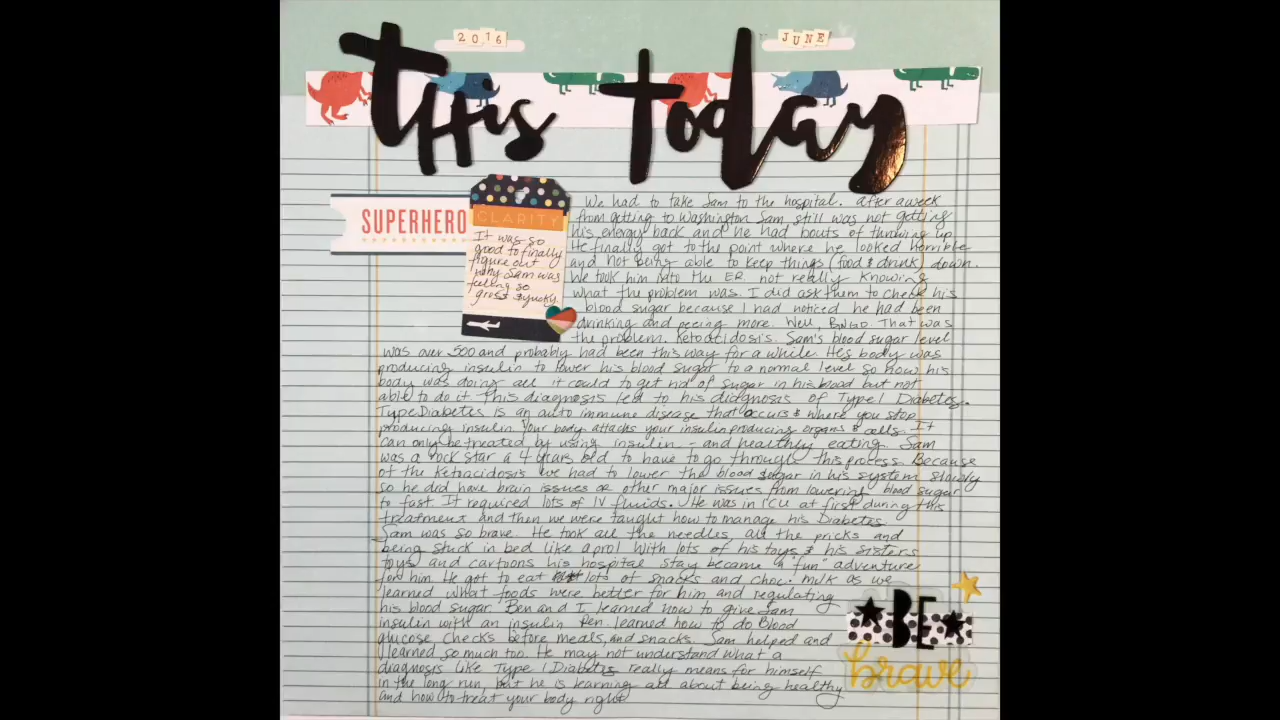 2016
JUNE
this today
SUPERHERO
CLARITY
It was so
good to finally
figure out
why Sam was
feeling so
gross & yucky.
We had to take Sam to the hospital. After a week
from getting to Washington Sam still was not getting
his energy back and he had bouts of throwing up.
He finally got to the point where he looked horrible
and not being able to keep things (food & drink) down.
We took him into the ER. not really knowing
what the problem was. I did ask them to check his
blood sugar because I had noticed he had been
drinking and peeing more. Well, BINGO. That was
the problem. Ketoacidosis. Sam's blood sugar level
was over 500 and probably had been this way for a while. His body was
producing insulin to lower his blood sugar to a normal level so now his
body was doing all it could to get rid of sugar in his blood but not
able to do it. This diagnosis led to his diagnosis of Type 1 Diabetes.
Type Diabetes is an auto immune disease that occurs & where you stop
producing insulin. Your body attacks your insulin producing organs & cells. It
can only be treated by using insulin - and healthly eating. Sam
was a rock star a 4 years old to have to go through this process. Because
of the Ketoacidosis we had to lower the blood sugar in his system slowly
so he did have brain issues or other major issues from lowering blood sugar
to fast. It required lots of IV fluids. He was in ICU at first during this
treatment and then we were taught how to manage his Diabetes.
Sam was so brave. He took all the needles, all the pricks and
being stuck in bed like a pro! With lots of his toys & his sisters
toys and cartoons his hospital stay became a "fun" adventure
for him. He got to eat lots of snacks and choc. milk as we
learned what foods were better for him and regulating
his blood sugar. Ben and I learned how to give Sam
insulin with an insulin Pen. learned how to do Blood
glucose checks before meals, and snacks. Sam helped and
learned so much too. He may not understand what a
diagnosis like Type 1 Diabetes really means for himself
in the long run, but he is learning all about being healthy
and how to treat your body right.
BE
brave